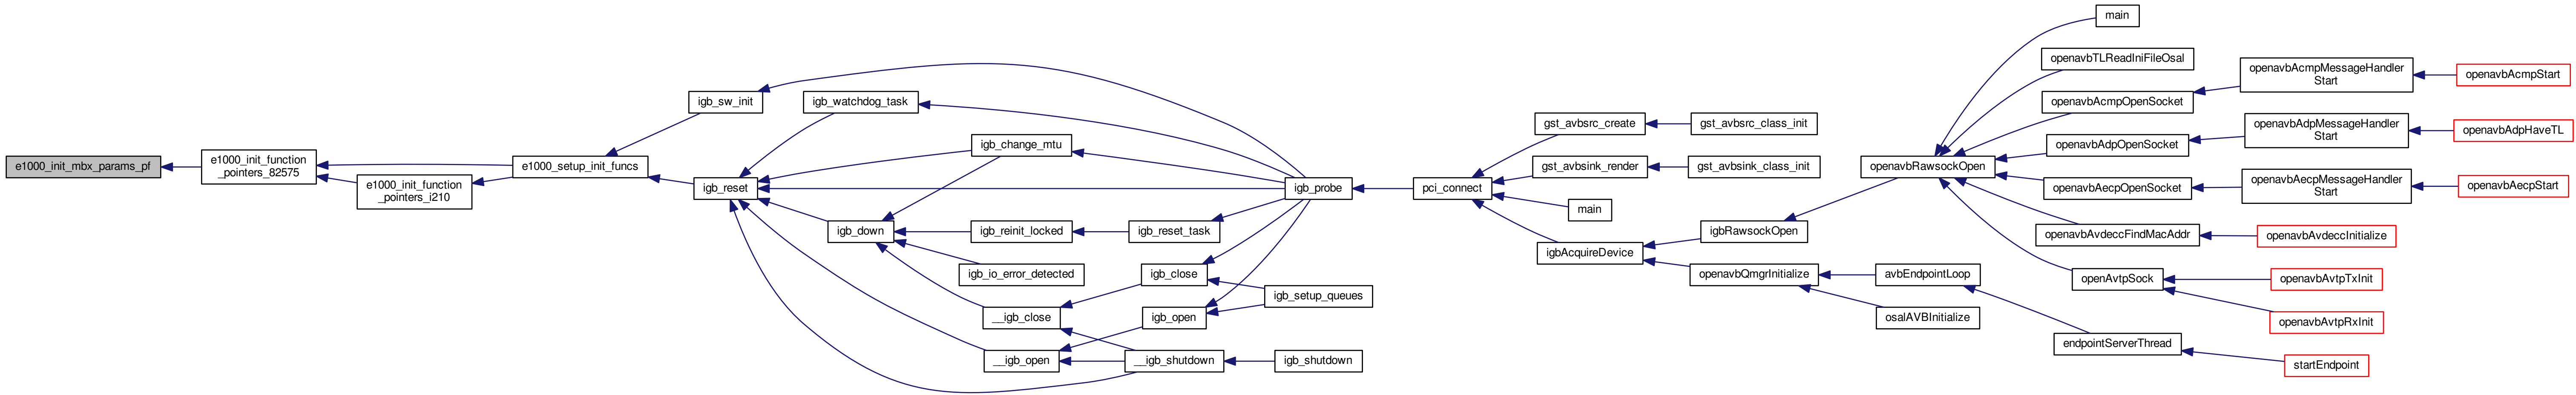 e1000_init_mbx_params_pf
e1000_init_function
_pointers_82575
e1000_init_function
_pointers_i210
e1000_setup_init_funcs
igb_sw_init
igb_reset
igb_watchdog_task
igb_change_mtu
igb_down
igb_reinit_locked
igb_io_error_detected
__igb_close
__igb_open
igb_reset_task
igb_close
igb_open
__igb_shutdown
igb_probe
igb_setup_queues
igb_shutdown
pci_connect
gst_avbsrc_create
gst_avbsink_render
main
igbAcquireDevice
gst_avbsrc_class_init
gst_avbsink_class_init
igbRawsockOpen
openavbQmgrInitialize
openavbRawsockOpen
avbEndpointLoop
osalAVBInitialize
main
openavbTLReadIniFileOsal
openavbAcmpOpenSocket
openavbAdpOpenSocket
openavbAecpOpenSocket
openavbAvdeccFindMacAddr
openAvtpSock
endpointServerThread
openavbAcmpMessageHandler
Start
openavbAdpMessageHandler
Start
openavbAecpMessageHandler
Start
openavbAvdeccInitialize
openavbAvtpTxInit
openavbAvtpRxInit
startEndpoint
openavbAcmpStart
openavbAdpHaveTL
openavbAecpStart